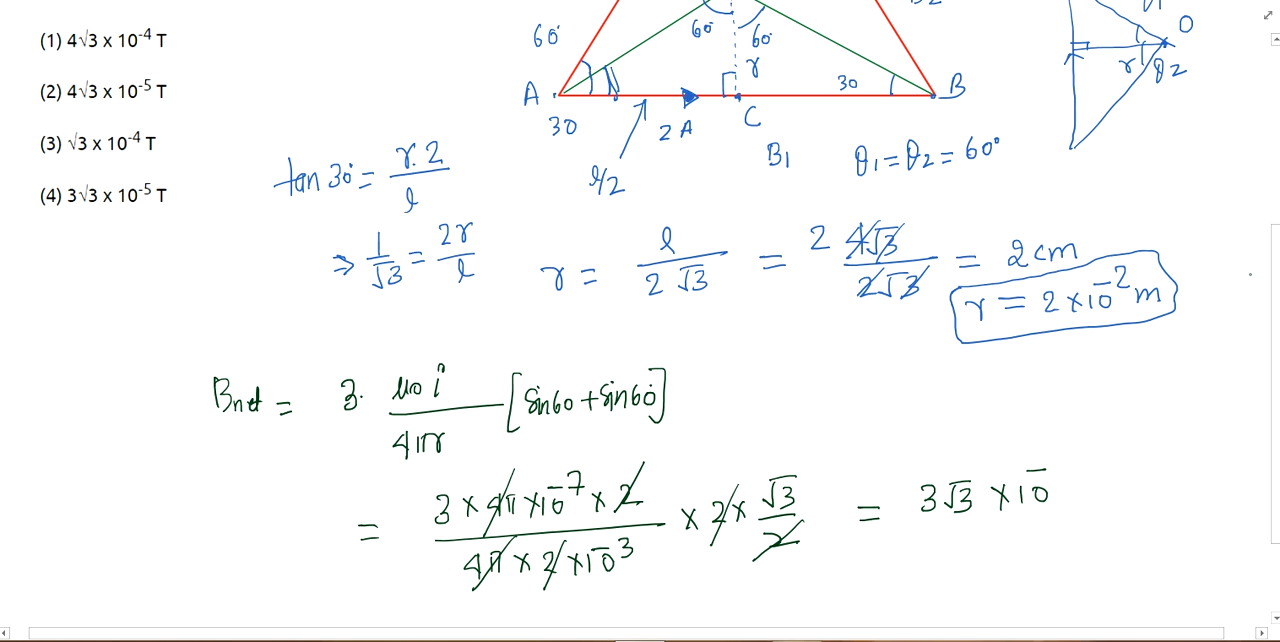 60° 60° O
(1) 4√3 x 10⁻⁴ T
60° r r θ2
(2) 4√3 x 10⁻⁵ T
A 30 B
30 2A C
(3) √3 x 10⁻⁴ T
l/2 B1 θ1 = θ2 = 60°
(4) 3√3 x 10⁻⁵ T
tan 30° = r.2/l
⇒ 1/√3 = 2r/l r = l/2√3 = 2 4√3/2√3 = 2 cm
r = 2 × 10⁻² m
Bnet = 3. μ0 i/4πr [sin60 + sin60]
= 3 × 4π × 10⁻⁷ × 2/4π × 2 × 10⁻³ × 2 × √3/2 = 3√3 × 10⁻